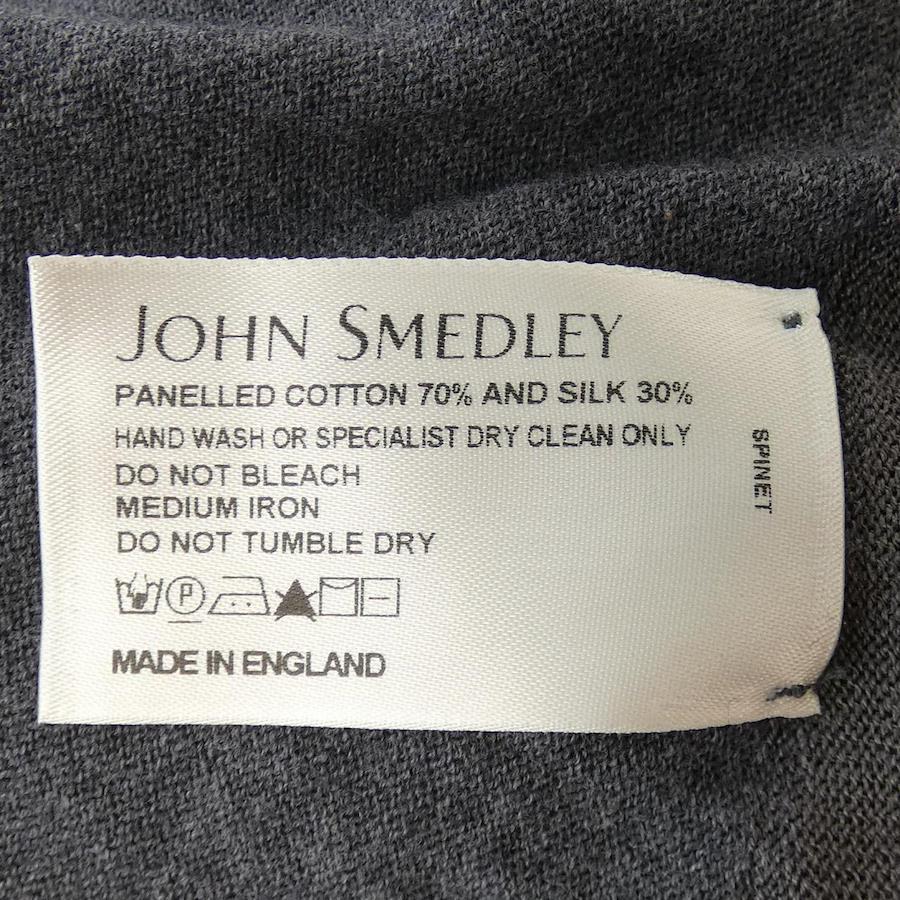 JOHN SMEDLEY
PANELLED COTTON 70% AND SILK 30%
HAND WASH OR SPECIALIST DRY CLEAN ONLY
DO NOT BLEACH
MEDIUM IRON
DO NOT TUMBLE DRY
P
MADE IN ENGLAND
SPINET